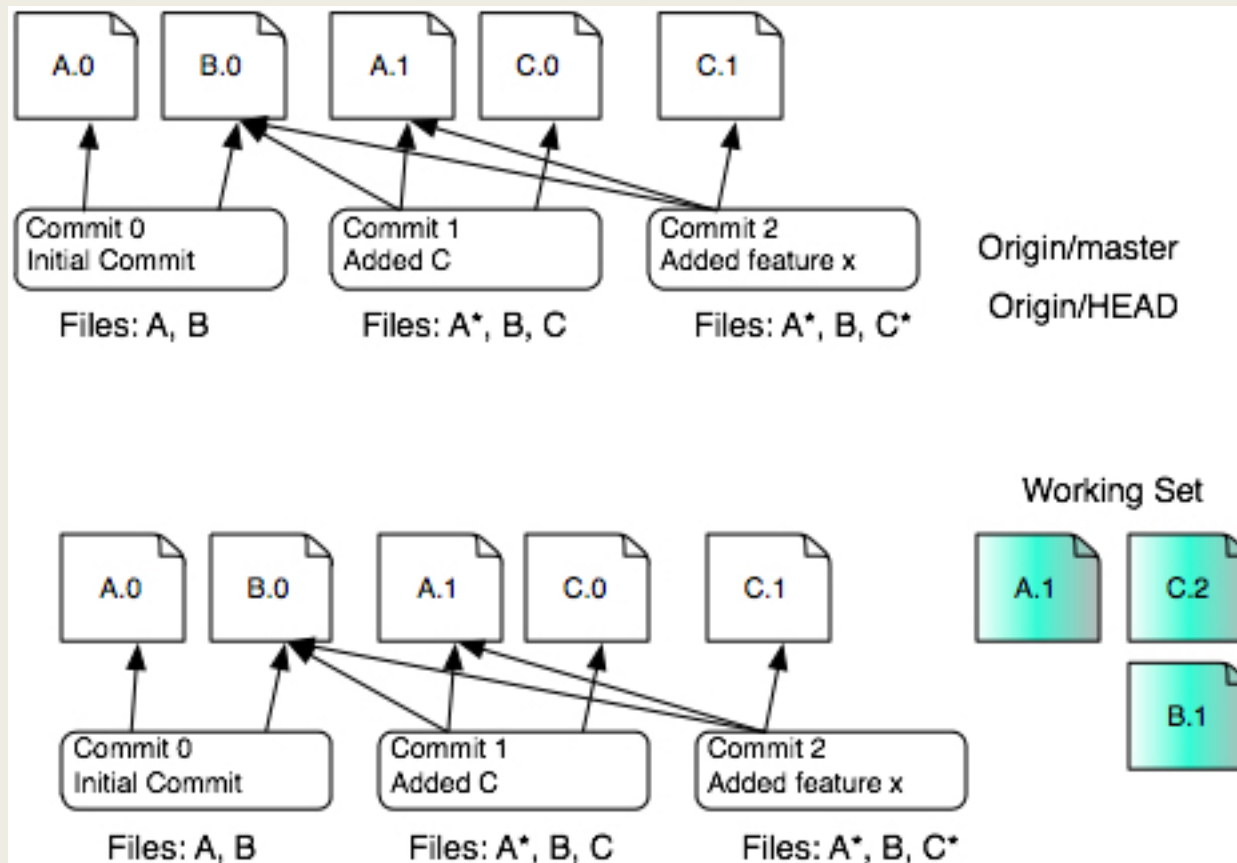 A.0
B.0
A.1
C.0
C.1
Commit 0
Initial Commit
Commit 1
Added C
Commit 2
Added feature x
Origin/master
Origin/HEAD
Files: A, B
Files: A*, B, C
Files: A*, B, C*
Working Set
A.0
B.0
A.1
C.0
C.1
A.1
C.2
B.1
Commit 0
Initial Commit
Commit 1
Added C
Commit 2
Added feature x
Files: A, B
Files: A*, B, C
Files: A*, B, C*